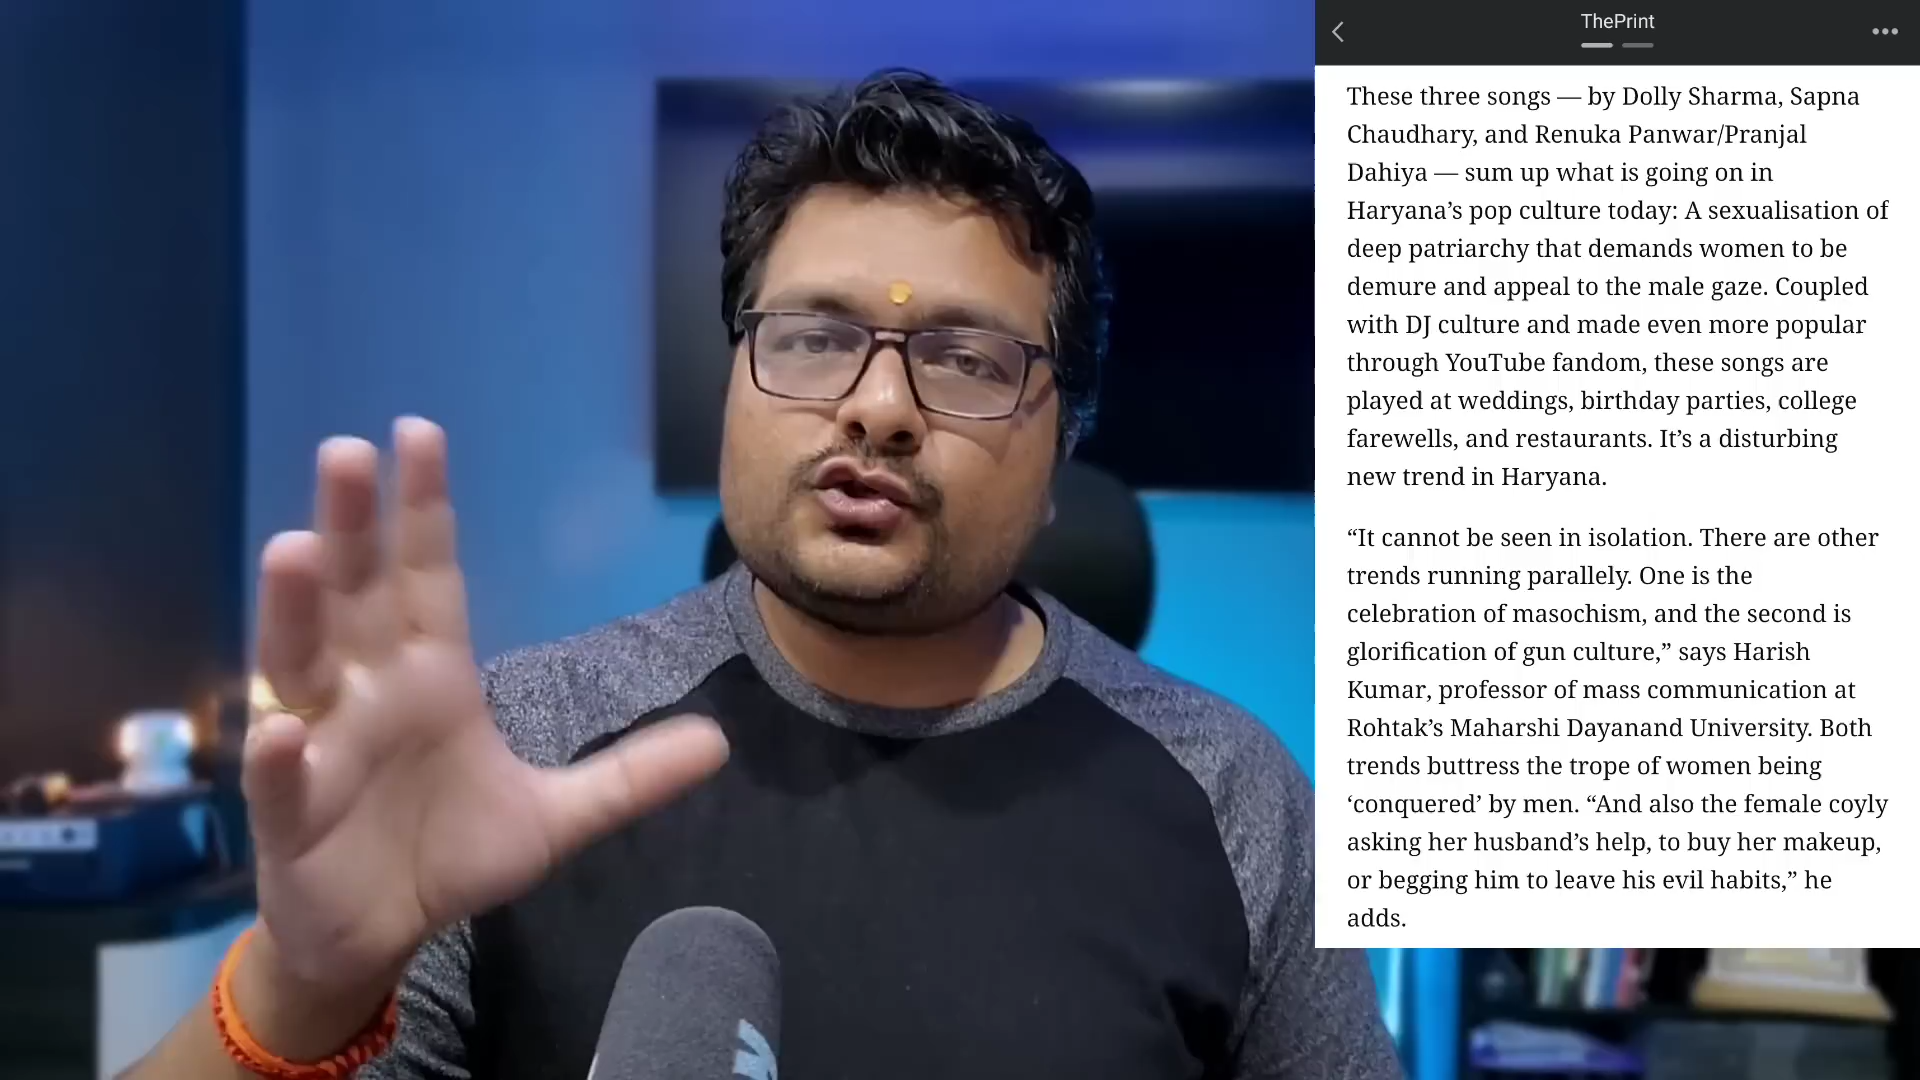 ThePrint
These three songs — by Dolly Sharma, Sapna
Chaudhary, and Renuka Panwar/Pranjal
Dahiya — sum up what is going on in
Haryana’s pop culture today: A sexualisation of
deep patriarchy that demands women to be
demure and appeal to the male gaze. Coupled
with DJ culture and made even more popular
through YouTube fandom, these songs are
played at weddings, birthday parties, college
farewells, and restaurants. It’s a disturbing
new trend in Haryana.
“It cannot be seen in isolation. There are other
trends running parallely. One is the
celebration of masochism, and the second is
glorification of gun culture,” says Harish
Kumar, professor of mass communication at
Rohtak’s Maharshi Dayanand University. Both
trends buttress the trope of women being
‘conquered’ by men. “And also the female coyly
asking her husband’s help, to buy her makeup,
or begging him to leave his evil habits,” he
adds.